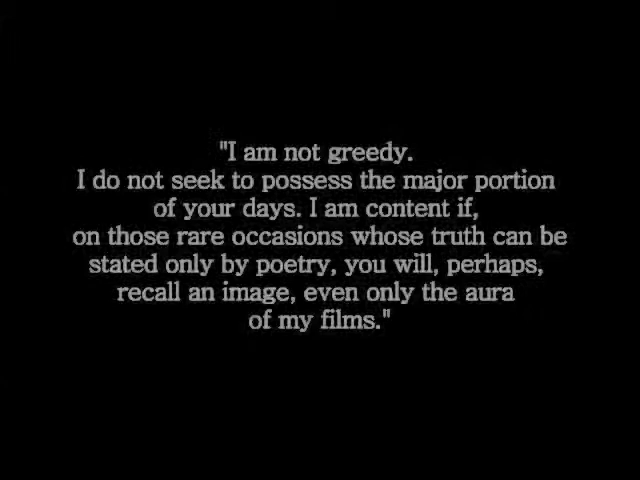 "I am not greedy.
I do not seek to possess the major portion
of your days. I am content if,
on those rare occasions whose truth can be
stated only by poetry, you will, perhaps,
recall an image, even only the aura
of my films."